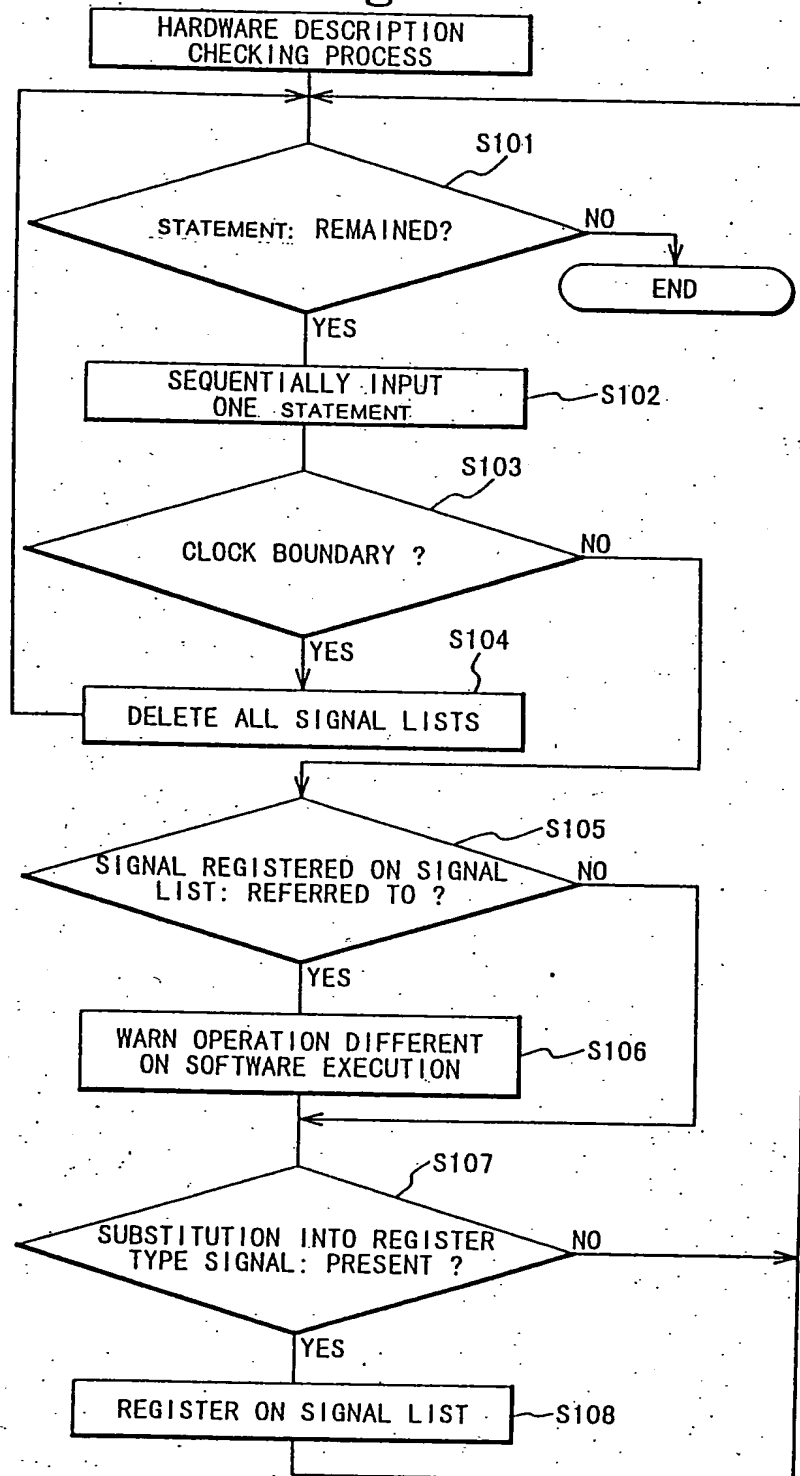 HARDWARE DESCRIPTION
CHECKING PROCESS
S101
STATEMENT: REMAINED?
NO
END
YES
SEQUENTIALLY INPUT
ONE STATEMENT
S102
S103
CLOCK BOUNDARY ?
NO
YES
S104
DELETE ALL SIGNAL LISTS
S105
SIGNAL REGISTERED ON SIGNAL
LIST: REFERRED TO ?
NO
YES
WARN OPERATION DIFFERENT
ON SOFTWARE EXECUTION
S106
S107
SUBSTITUTION INTO REGISTER
TYPE SIGNAL: PRESENT ?
NO
YES
REGISTER ON SIGNAL LIST
S108